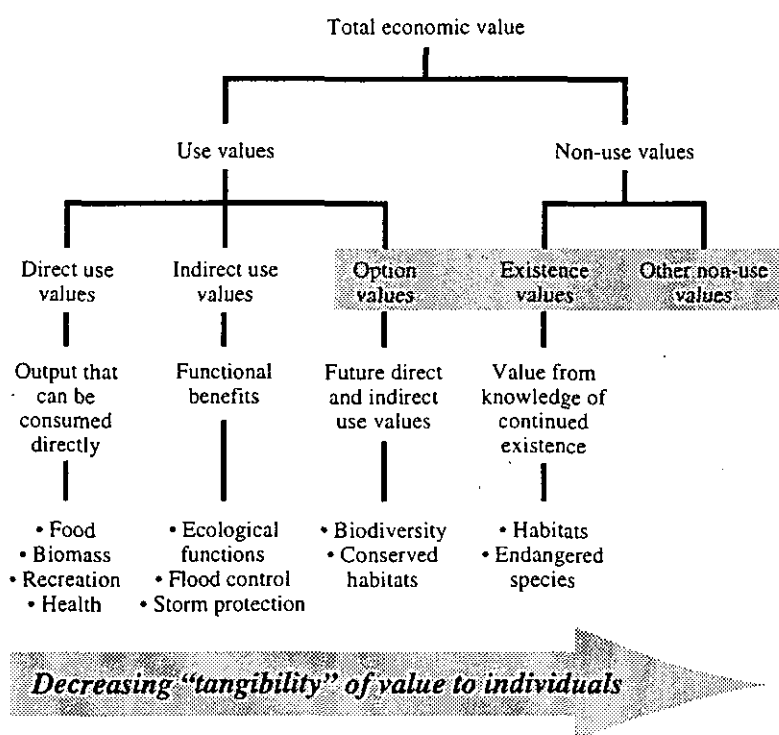 Total economic value
Use values
Non-use values
Direct use
values
Indirect use
values
Option
values
Existence
values
Other non-use
values
Output that
can be
consumed
directly
Functional
benefits
Future direct
and indirect
use values
Value from
knowledge of
continued
existence
• Food
• Biomass
• Recreation
• Health
• Ecological
functions
• Flood control
• Storm protection
• Biodiversity
• Conserved
habitats
• Habitats
• Endangered
species
Decreasing "tangibility" of value to individuals